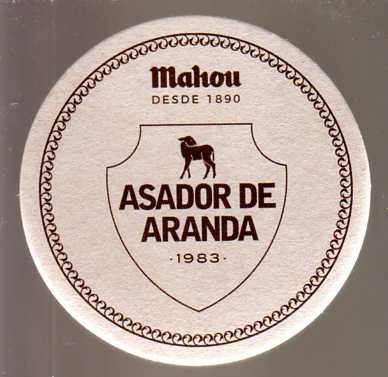 Mahou
DESDE 1890
ASADOR DE
ARANDA
·1983·